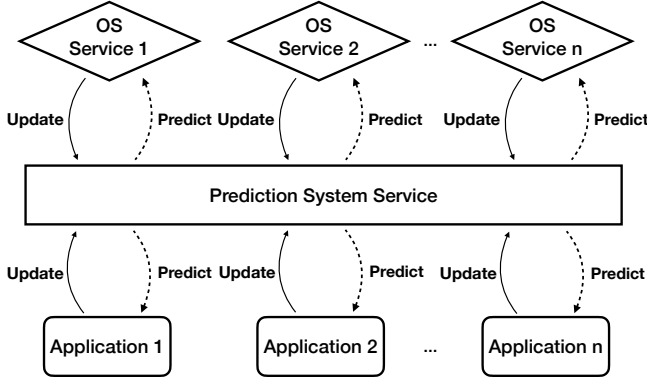 OS
Service 1
OS
Service 2
...
OS
Service n
Update
Predict
Update
Predict
Update
Predict
Prediction System Service
Update
Predict
Update
Predict
Update
Predict
Application 1
Application 2
...
Application n